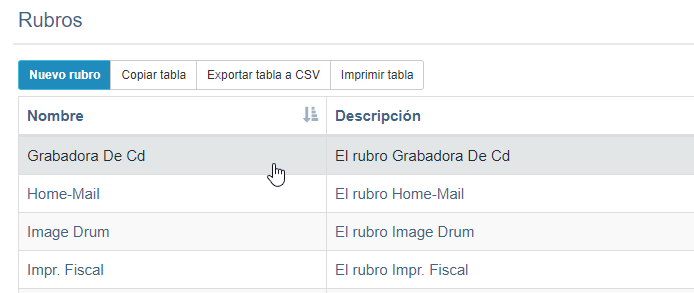 Rubros
Nuevo rubro Copiar tabla Exportar tabla a CSV Imprimir tabla
Nombre Descripción
Grabadora De Cd El rubro Grabadora De Cd
Home-Mail El rubro Home-Mail
Image Drum El rubro Image Drum
Impr. Fiscal El rubro Impr. Fiscal